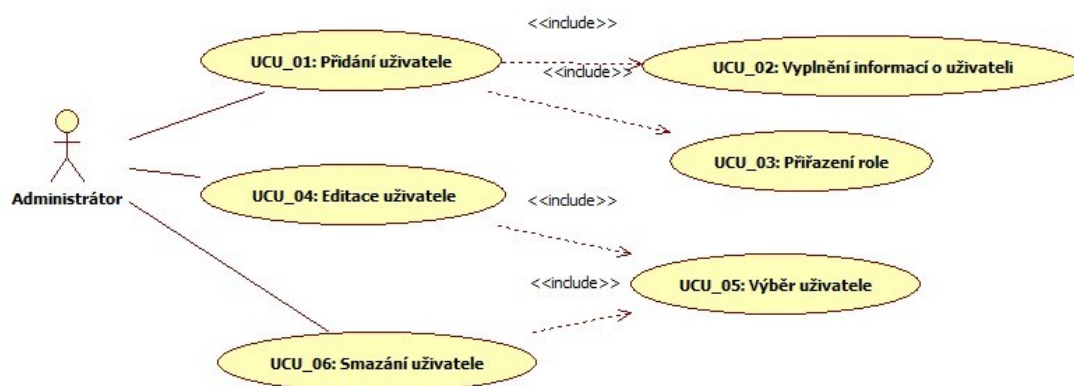 <<include>>
UCU_01: Přidání uživatele
<<include>>
UCU_02: Vyplnění informací o uživateli
UCU_03: Přiřazení role
Administrátor
UCU_04: Editace uživatele
<<include>>
<<include>>
UCU_05: Výběr uživatele
UCU_06: Smazání uživatele